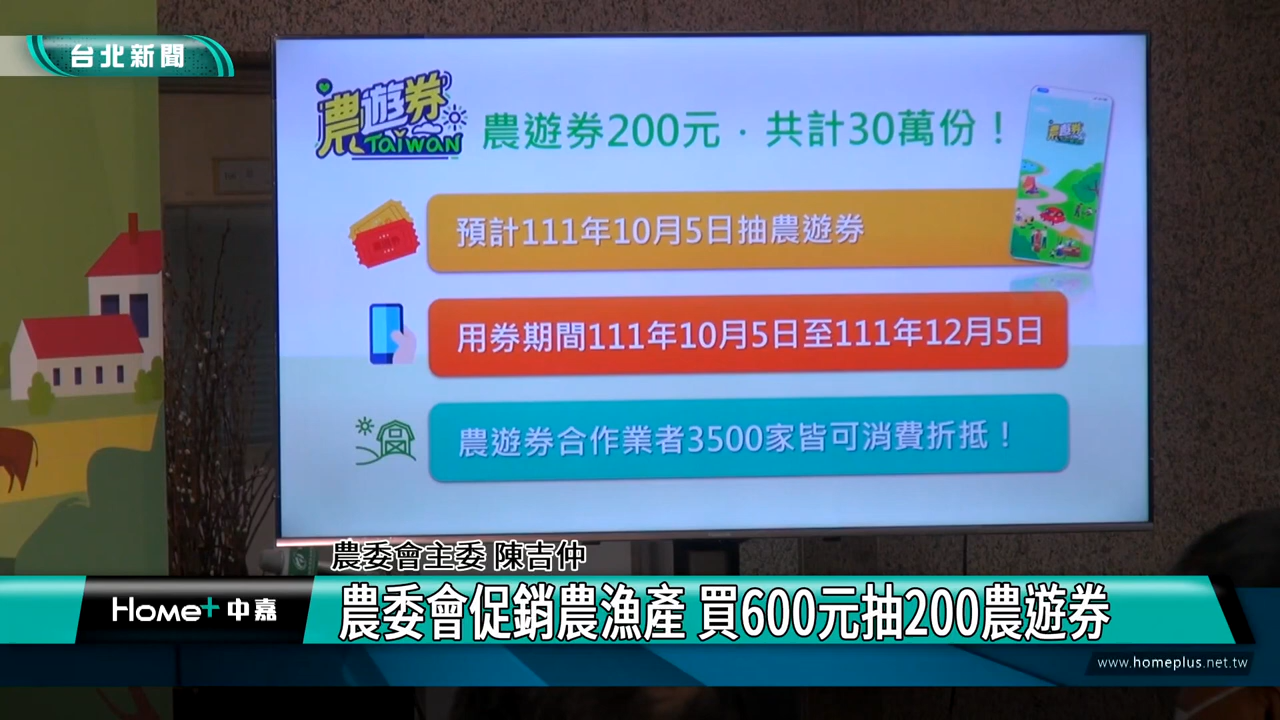 台北新聞
農遊券
TAIWAN
農遊券200元．共計30萬份！
農遊券
預計111年10月5日抽農遊券
用券期間111年10月5日至111年12月5日
農遊券合作業者3500家皆可消費折抵！
農委會主委 陳吉仲
Home+ 中嘉
農委會促銷農漁產 買600元抽200農遊券
www.homeplus.net.tw